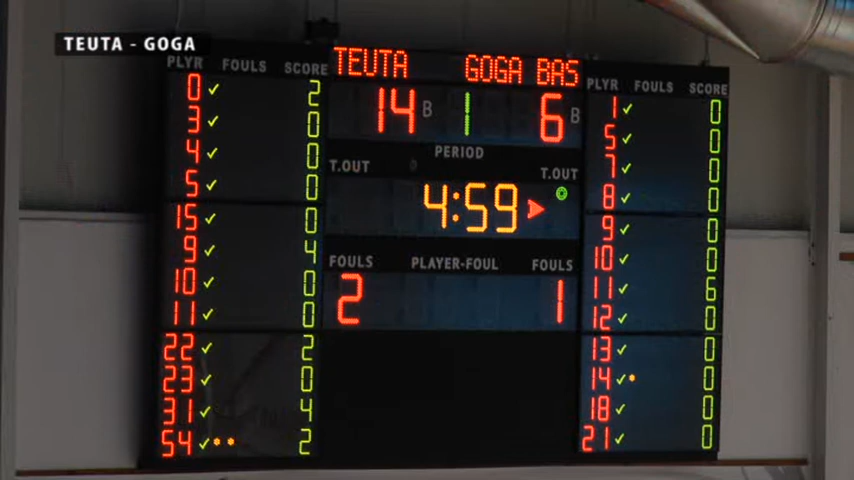 TEUTA - GOGA
TEUTA GOGA BAS
14 B 1 6 B
PERIOD
T.OUT 0 T.OUT
4:59
FOULS PLAYER-FOUL FOULS
2 1
PLYR FOULS SCORE
0 ✓ 2
3 ✓ 0
4 ✓ 0
5 ✓ 0
15 ✓ 0
9 ✓ 4
10 ✓ 0
11 ✓ 0
22 ✓ 2
23 ✓ 0
31 ✓ 4
54 ✓ 2
PLYR FOULS SCORE
1 ✓ 0
5 ✓ 0
7 ✓ 0
8 ✓ 0
9 ✓ 0
10 ✓ 0
11 ✓ 6
12 ✓ 0
13 ✓ 0
14 ✓ 0
18 ✓ 0
21 ✓ 0